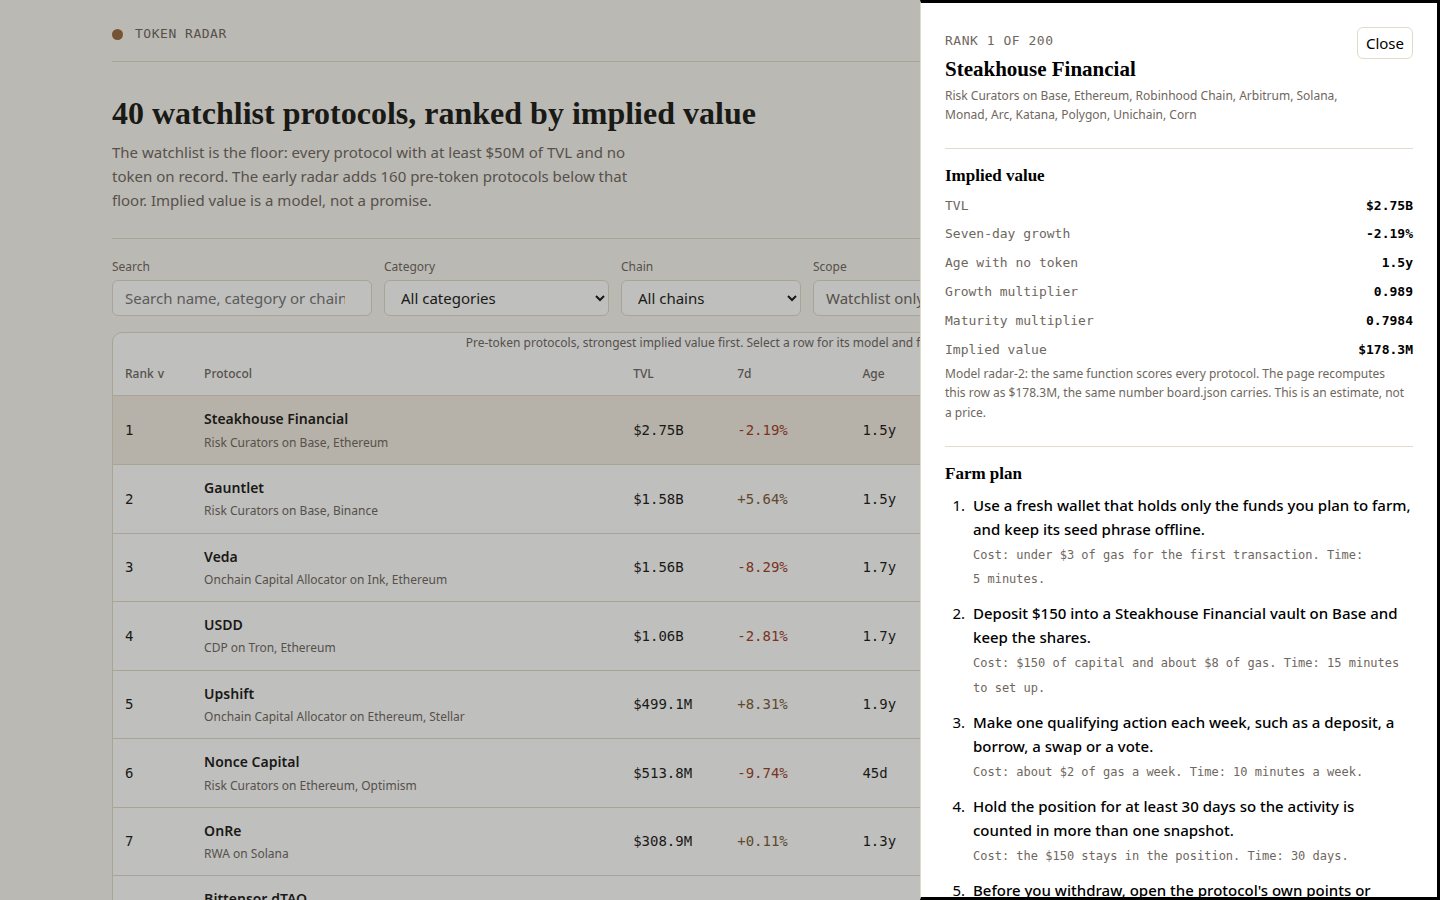 TOKEN RADAR
40 watchlist protocols, ranked by implied value
The watchlist is the floor: every protocol with at least $50M of TVL and no
token on record. The early radar adds 160 pre-token protocols below that
floor. Implied value is a model, not a promise.
Search
Category
Chain
Scope
Search name, category or chain
All categories
All chains
Watchlist only
Pre-token protocols, strongest implied value first. Select a row for its model and f
Rank v
Protocol
TVL
7d
Age
1
Steakhouse Financial
Risk Curators on Base, Ethereum
$2.75B
-2.19%
1.5y
2
Gauntlet
Risk Curators on Base, Binance
$1.58B
+5.64%
1.5y
3
Veda
Onchain Capital Allocator on Ink, Ethereum
$1.56B
-8.29%
1.7y
4
USDD
CDP on Tron, Ethereum
$1.06B
-2.81%
1.7y
5
Upshift
Onchain Capital Allocator on Ethereum, Stellar
$499.1M
+8.31%
1.9y
6
Nonce Capital
Risk Curators on Ethereum, Optimism
$513.8M
-9.74%
45d
7
OnRe
RWA on Solana
$308.9M
+0.11%
1.3y
Bittensor dTAO
RANK 1 OF 200
Close
Steakhouse Financial
Risk Curators on Base, Ethereum, Robinhood Chain, Arbitrum, Solana,
Monad, Arc, Katana, Polygon, Unichain, Corn
Implied value
TVL
$2.75B
Seven-day growth
-2.19%
Age with no token
1.5y
Growth multiplier
0.989
Maturity multiplier
0.7984
Implied value
$178.3M
Model radar-2: the same function scores every protocol. The page recomputes
this row as $178.3M, the same number board.json carries. This is an estimate, not
a price.
Farm plan
1. Use a fresh wallet that holds only the funds you plan to farm,
and keep its seed phrase offline.
Cost: under $3 of gas for the first transaction. Time:
5 minutes.
2. Deposit $150 into a Steakhouse Financial vault on Base and
keep the shares.
Cost: $150 of capital and about $8 of gas. Time: 15 minutes
to set up.
3. Make one qualifying action each week, such as a deposit, a
borrow, a swap or a vote.
Cost: about $2 of gas a week. Time: 10 minutes a week.
4. Hold the position for at least 30 days so the activity is
counted in more than one snapshot.
Cost: the $150 stays in the position. Time: 30 days.
5. Before you withdraw, open the protocol's own points or